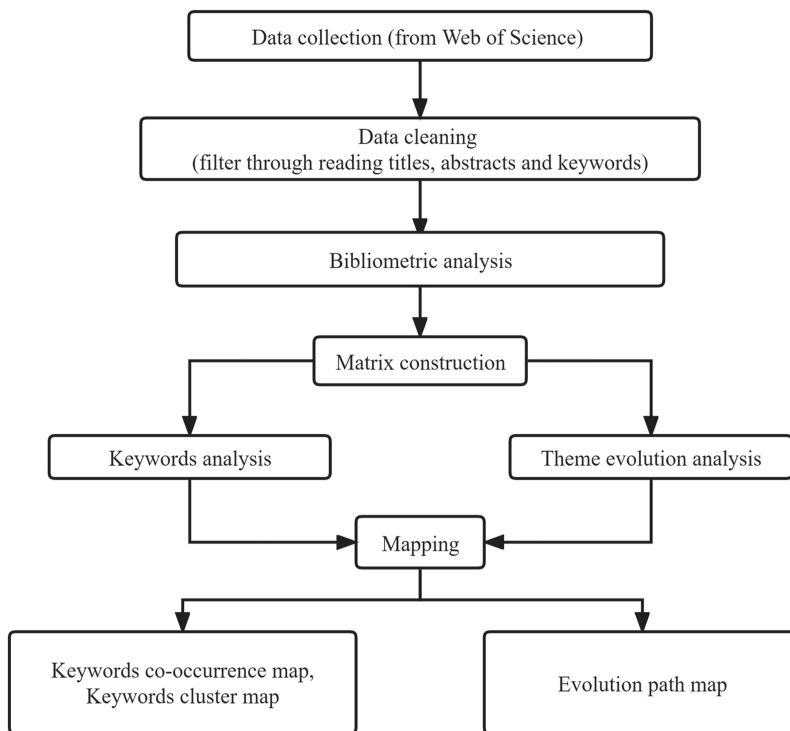 Data collection (from Web of Science)
Data cleaning
(filter through reading titles, abstracts and keywords)
Bibliometric analysis
Matrix construction
Keywords analysis
Theme evolution analysis
Mapping
Keywords co-occurrence map,
Keywords cluster map
Evolution path map